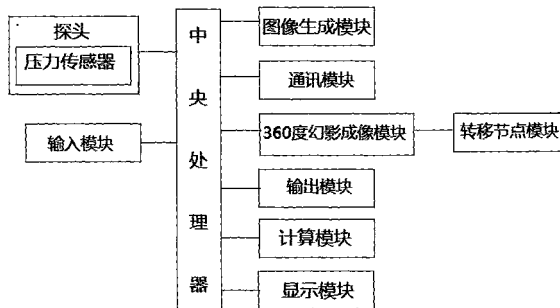 探头
压力传感器
输入模块
中
央
处
理
器
图像生成模块
通讯模块
360度幻影成像模块
转移节点模块
输出模块
计算模块
显示模块